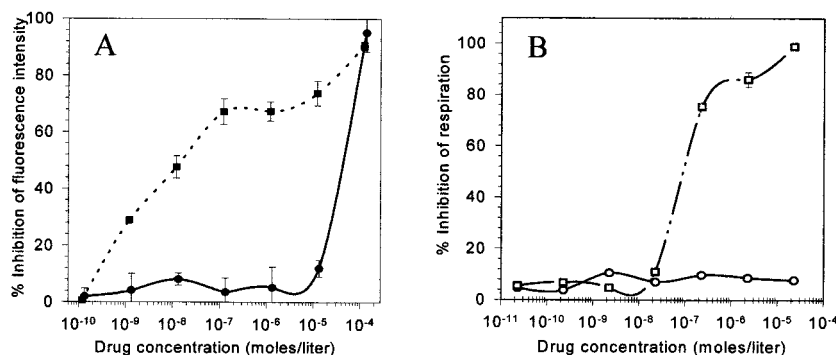 A
% Inhibition of fluorescence intensity
100
80
60
40
20
0
10-10 10-9 10-8 10-7 10-6 10-5 10-4
Drug concentration (moles/liter)
B
% Inhibition of respiration
100
80
60
40
20
0
10-11 10-10 10-9 10-8 10-7 10-6 10-5 10-4
Drug concentration (moles/liter)